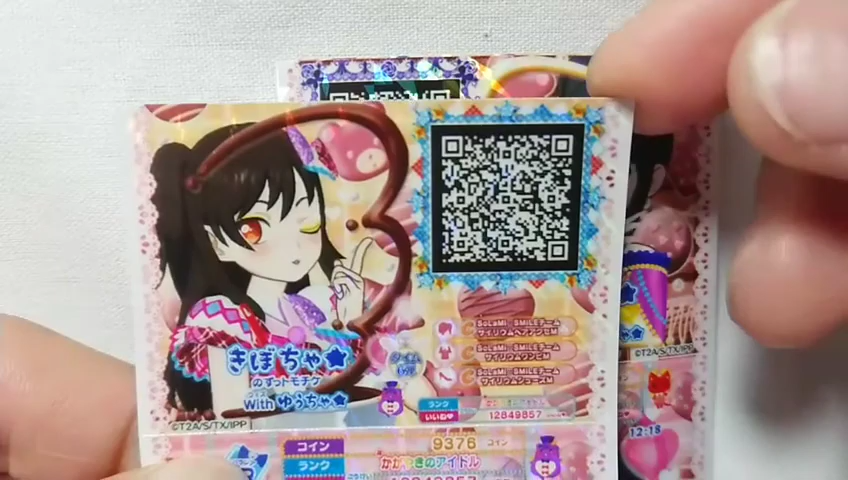 きぼちゃ★
のずっトモチケ
With ゆうちゃ★
©T2A/S/TX/IPP
SoLaMi♡SMILEチーム
サイリウムヘアアクセM
SoLaMi♡SMILEチーム
サイリウムワンピM
SoLaMi♡SMILEチーム
サイリウムシューズM
ランク
いいね♥
12849857
コイン
9376 コイン
ランク
かがやきのアイドル
©T2A/S/TX/IPP
12-18